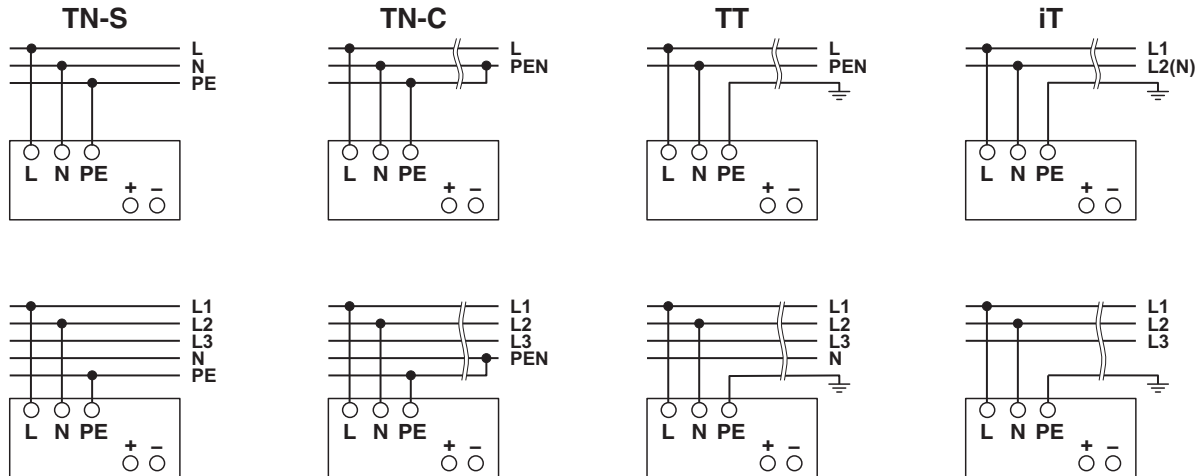 TN-S
L
N
PE
L N PE
+ –
TN-C
L
PEN
L N PE
+ –
TT
L
PEN
L N PE
+ –
iT
L1
L2(N)
L N PE
+ –
L1
L2
L3
N
PE
L N PE
+ –
L1
L2
L3
PEN
L N PE
+ –
L1
L2
L3
N
L N PE
+ –
L1
L2
L3
L N PE
+ –